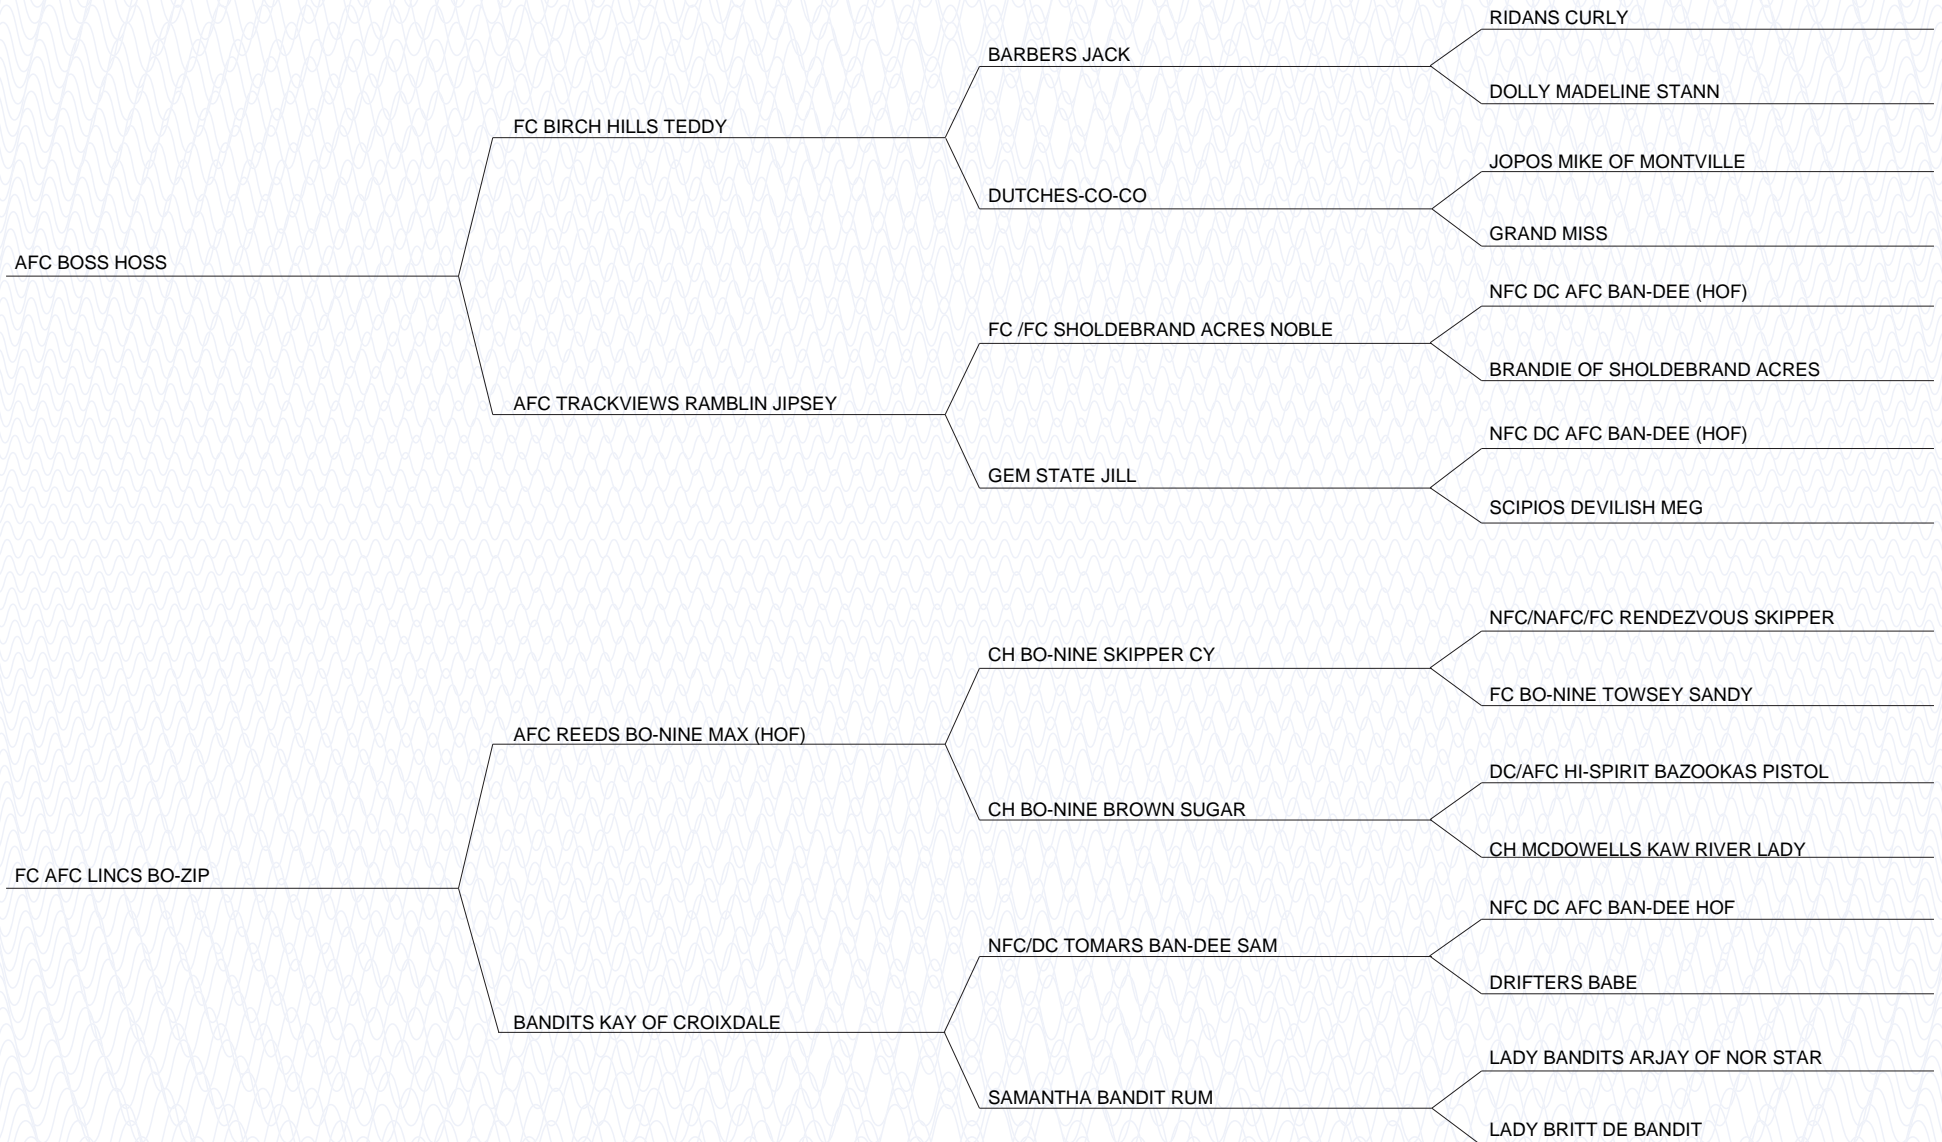 RIDANS CURLY
BARBERS JACK
DOLLY MADELINE STANN
FC BIRCH HILLS TEDDY
JOPOS MIKE OF MONTVILLE
DUTCHES-CO-CO
GRAND MISS
AFC BOSS HOSS
NFC DC AFC BAN-DEE (HOF)
FC /FC SHOLDEBRAND ACRES NOBLE
BRANDIE OF SHOLDEBRAND ACRES
AFC TRACKVIEWS RAMBLIN JIPSEY
NFC DC AFC BAN-DEE (HOF)
GEM STATE JILL
SCIPIOS DEVILISH MEG
NFC/NAFC/FC RENDEZVOUS SKIPPER
CH BO-NINE SKIPPER CY
FC BO-NINE TOWSEY SANDY
AFC REEDS BO-NINE MAX (HOF)
DC/AFC HI-SPIRIT BAZOOKAS PISTOL
CH BO-NINE BROWN SUGAR
CH MCDOWELLS KAW RIVER LADY
FC AFC LINCS BO-ZIP
NFC DC AFC BAN-DEE HOF
NFC/DC TOMARS BAN-DEE SAM
DRIFTERS BABE
BANDITS KAY OF CROIXDALE
LADY BANDITS ARJAY OF NOR STAR
SAMANTHA BANDIT RUM
LADY BRITT DE BANDIT